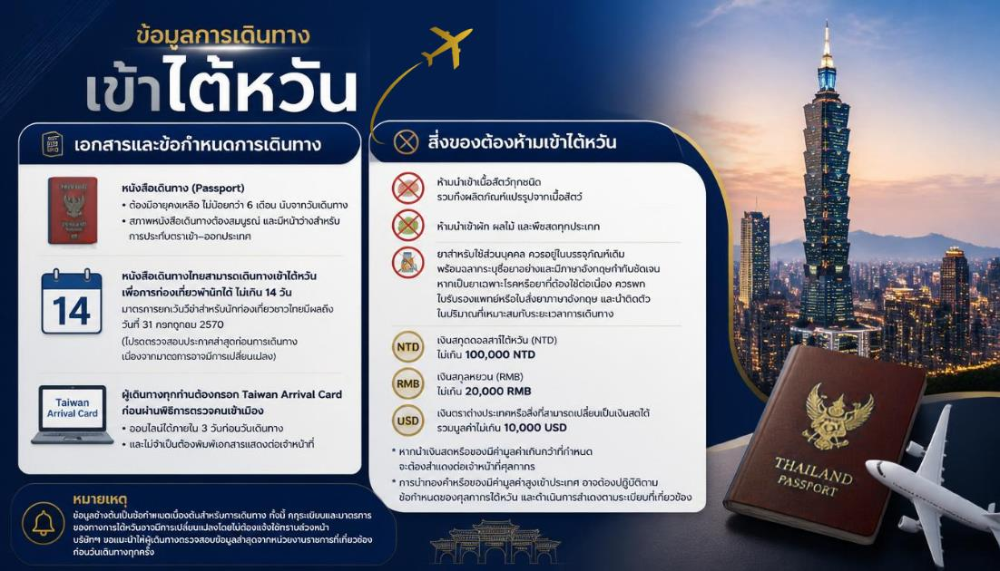 ข้อมูลการเดินทาง
เข้าไต้หวัน
เอกสารและข้อกำหนดการเดินทาง
หนังสือเดินทาง (Passport)
• ต้องมีอายุคงเหลือ ไม่น้อยกว่า 6 เดือน นับจากวันเดินทาง
• สภาพหนังสือเดินทางต้องสมบูรณ์ และมีหน้าว่างสำหรับ
การประทับตราเข้า–ออกประเทศ
14
หนังสือเดินทางไทยสามารถเดินทางเข้าไต้หวัน
เพื่อการท่องเที่ยวพำนักได้ ไม่เกิน 14 วัน
มาตรการยกเว้นวีซ่าสำหรับนักท่องเที่ยวชาวไทยมีผลถึง
วันที่ 31 กรกฎาคม 2570
(โปรดตรวจสอบประกาศล่าสุดก่อนการเดินทาง
เนื่องจากมาตรการอาจมีการเปลี่ยนแปลง)
Taiwan
Arrival Card
ผู้เดินทางทุกท่านต้องกรอก Taiwan Arrival Card
ก่อนผ่านพิธีการตรวจคนเข้าเมือง
• ออนไลน์ได้ภายใน 3 วันก่อนวันเดินทาง
• และไม่จำเป็นต้องพิมพ์เอกสารแสดงต่อเจ้าหน้าที่
หมายเหตุ
ข้อมูลข้างต้นเป็นข้อกำหนดเบื้องต้นสำหรับการเดินทาง ทั้งนี้ กฎระเบียบและมาตรการ
ของทางการไต้หวันอาจมีการเปลี่ยนแปลงโดยไม่ต้องแจ้งให้ทราบล่วงหน้า
บริษัทฯ ขอแนะนำให้ผู้เดินทางตรวจสอบข้อมูลล่าสุดจากหน่วยงานราชการที่เกี่ยวข้อง
ก่อนวันเดินทางทุกครั้ง
สิ่งของต้องห้ามเข้าไต้หวัน
ห้ามนำเข้าเนื้อสัตว์ทุกชนิด
รวมถึงผลิตภัณฑ์แปรรูปจากเนื้อสัตว์
ห้ามนำเข้าผัก ผลไม้ และพืชสดทุกประเภท
ยาสำหรับใช้ส่วนบุคคล ควรอยู่ในบรรจุภัณฑ์เดิม
พร้อมฉลากระบุชื่อยาอย่างและมีภาษาอังกฤษกำกับชัดเจน
หากเป็นยาเฉพาะโรคหรือยาที่ต้องใช้ต่อเนื่อง ควรพก
ใบรับรองแพทย์หรือใบสั่งยาภาษาอังกฤษ และนำติดตัว
ในปริมาณที่เหมาะสมกับระยะเวลาการเดินทาง
NTD
เงินสกุลดอลลาร์ไต้หวัน (NTD)
ไม่เกิน 100,000 NTD
RMB
เงินสกุลหยวน (RMB)
ไม่เกิน 20,000 RMB
USD
เงินตราต่างประเทศหรือสิ่งที่สามารถเปลี่ยนเป็นเงินสดได้
รวมมูลค่าไม่เกิน 10,000 USD
* หากนำเงินสดหรือของมีค่ามูลค่าเกินกว่าที่กำหนด
จะต้องสำแดงต่อเจ้าหน้าที่ศุลกากร
* การนำทองคำหรือของมีค่ามูลค่าสูงเข้าประเทศ อาจต้องปฏิบัติตาม
ข้อกำหนดของศุลกากรไต้หวัน และดำเนินการสำแดงตามระเบียบที่เกี่ยวข้อง
THAILAND
PASSPORT